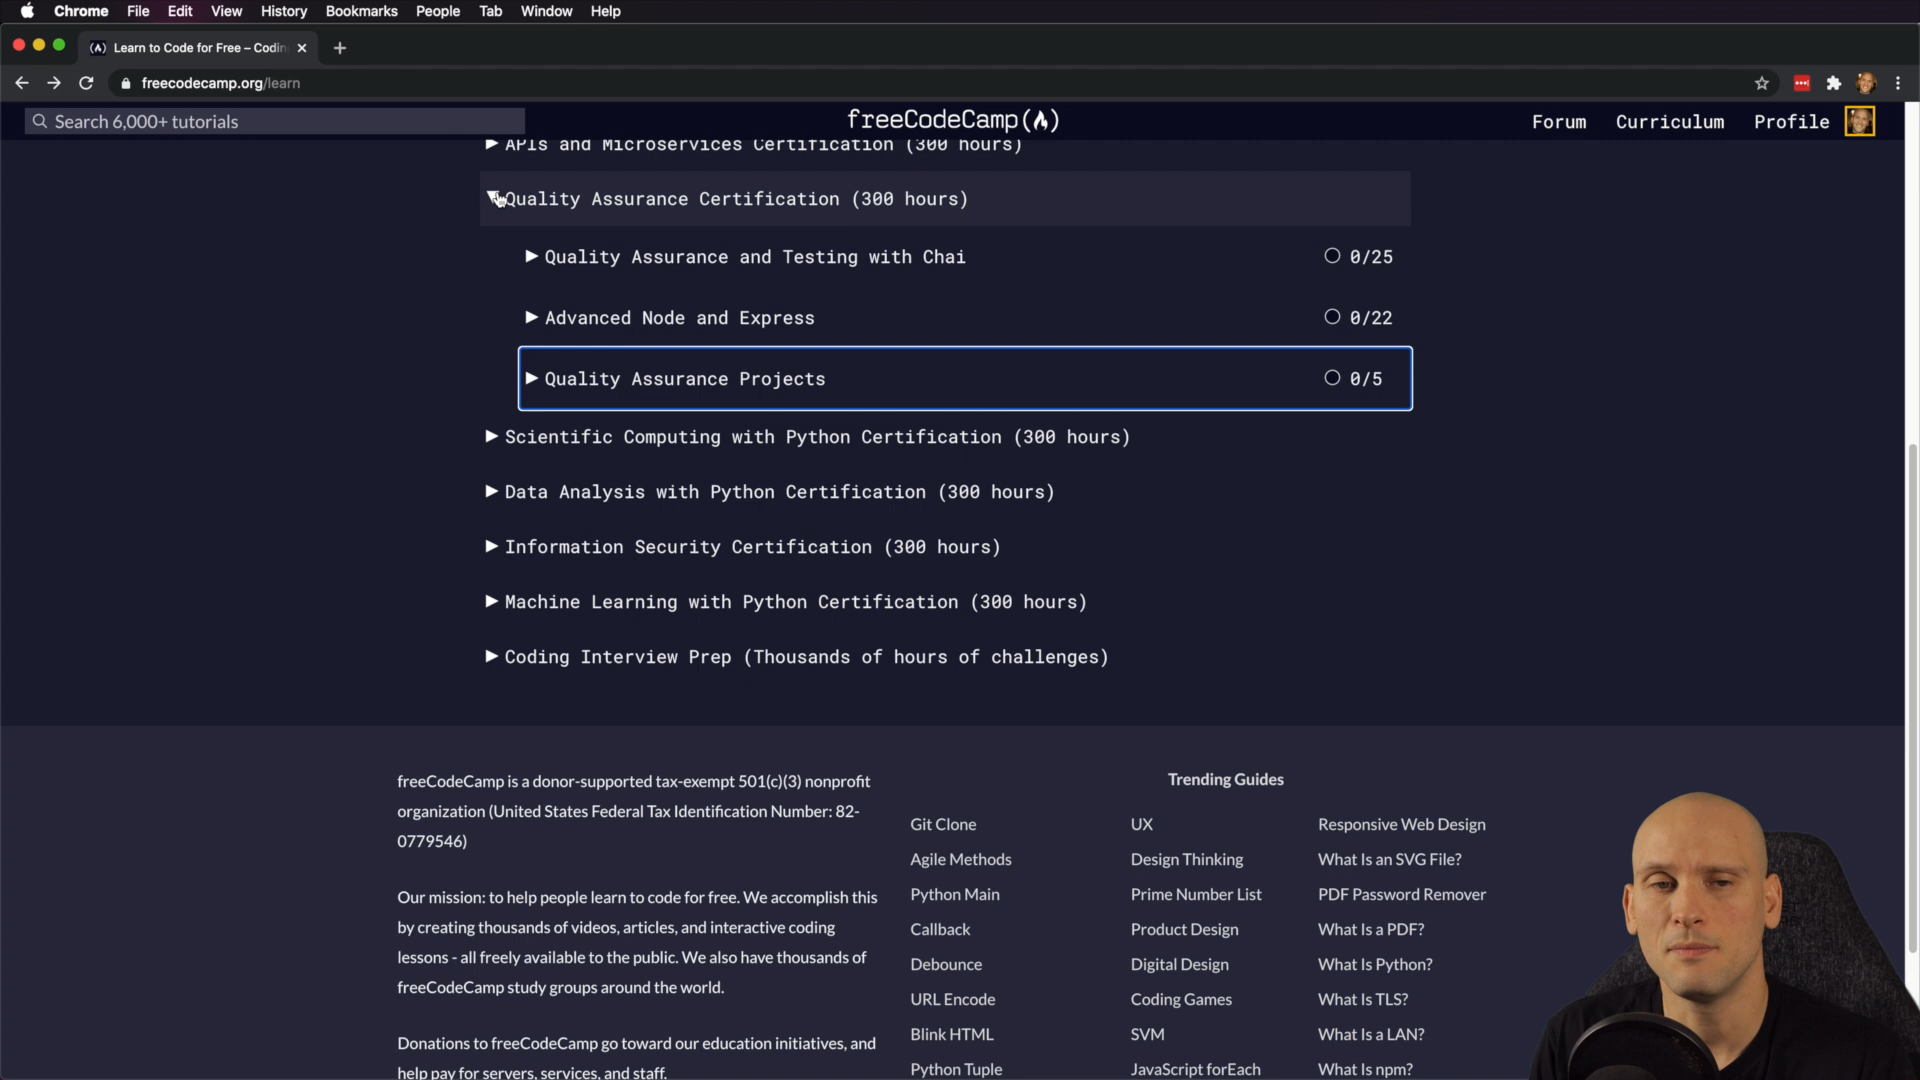 Chrome File Edit View History Bookmarks People Tab Window Help
Learn to Code for Free – Codin
freecodecamp.org/learn
Search 6,000+ tutorials
freeCodeCamp
Forum
Curriculum
Profile
APIs and Microservices Certification (300 hours)
Quality Assurance Certification (300 hours)
Quality Assurance and Testing with Chai 0/25
Advanced Node and Express 0/22
Quality Assurance Projects 0/5
Scientific Computing with Python Certification (300 hours)
Data Analysis with Python Certification (300 hours)
Information Security Certification (300 hours)
Machine Learning with Python Certification (300 hours)
Coding Interview Prep (Thousands of hours of challenges)
freeCodeCamp is a donor-supported tax-exempt 501(c)(3) nonprofit
organization (United States Federal Tax Identification Number: 82-
0779546)
Our mission: to help people learn to code for free. We accomplish this
by creating thousands of videos, articles, and interactive coding
lessons - all freely available to the public. We also have thousands of
freeCodeCamp study groups around the world.
Donations to freeCodeCamp go toward our education initiatives, and
help pay for servers, services, and staff.
Trending Guides
Git Clone
Agile Methods
Python Main
Callback
Debounce
URL Encode
Blink HTML
Python Tuple
UX
Design Thinking
Prime Number List
Product Design
Digital Design
Coding Games
SVM
JavaScript forEach
Responsive Web Design
What Is an SVG File?
PDF Password Remover
What Is a PDF?
What Is Python?
What Is TLS?
What Is a LAN?
What Is npm?